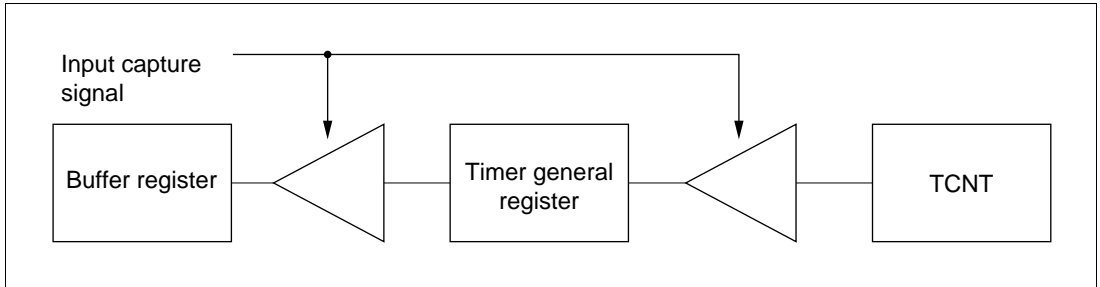 Input capture
signal
Buffer register
Timer general
register
TCNT